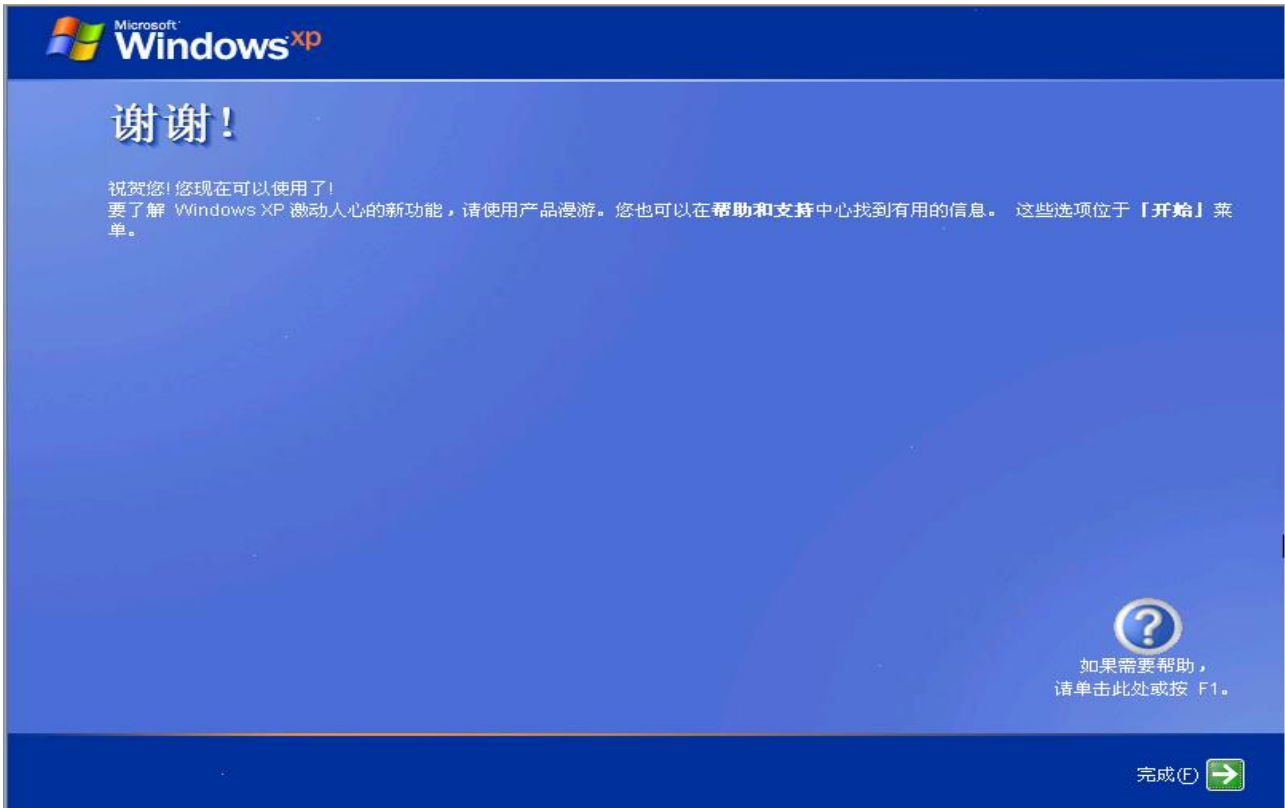 Microsoft
Windows xp
谢谢！
祝贺您！您现在可以使用了！
要了解 Windows XP 激动人心的新功能，请使用产品漫游。您也可以在帮助和支持中心找到有用的信息。 这些选项位于「开始」菜
单。
如果需要帮助，
请单击此处或按 F1。
完成(F)